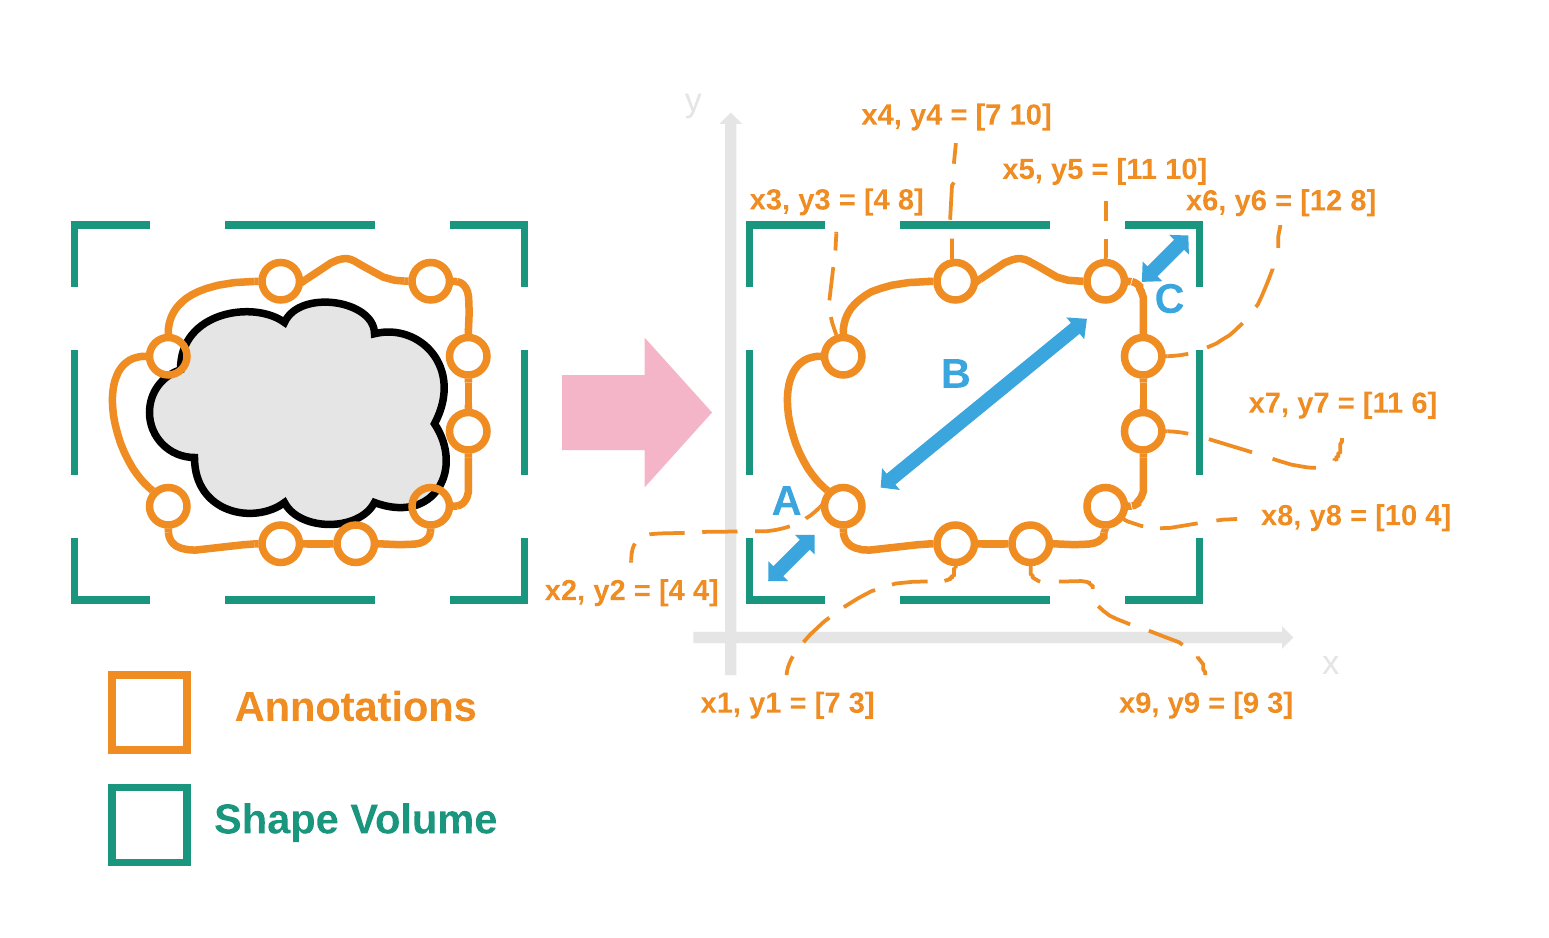 y
x4, y4 = [7 10]
x5, y5 = [11 10]
x3, y3 = [4 8]
x6, y6 = [12 8]
C
B
x7, y7 = [11 6]
A
x8, y8 = [10 4]
x2, y2 = [4 4]
x
x1, y1 = [7 3]
x9, y9 = [9 3]
Annotations
Shape Volume